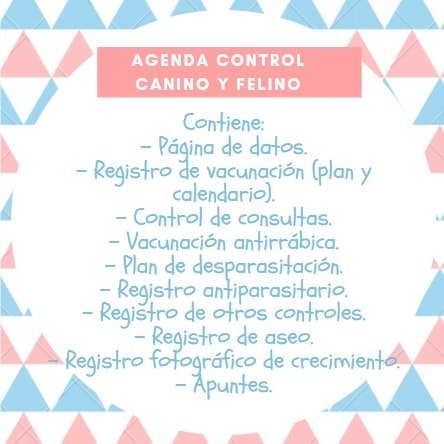 AGENDA CONTROL
CANINO Y FELINO
Contiene:
- Página de datos.
- Registro de vacunación (plan y
calendario).
- Control de consultas.
- Vacunación antirrábica.
- Plan de desparasitación.
- Registro antiparasitario.
- Registro de otros controles.
- Registro de aseo.
- Registro fotográfico de crecimiento.
- Apuntes.